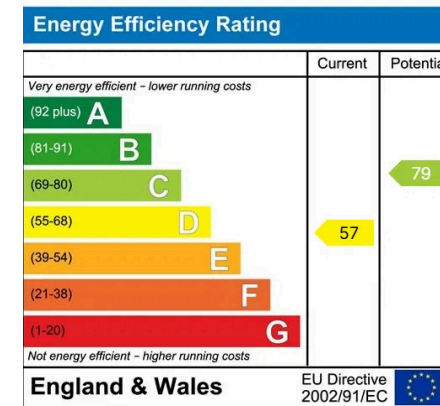 Energy Efficiency Rating
Current Potentia
Very energy efficient – lower running costs
(92 plus) A
(81-91) B
(69-80) C
79
(55-68) D
57
(39-54) E
(21-38) F
(1-20) G
Not energy efficient – higher running costs
England & Wales
EU Directive
2002/91/EC